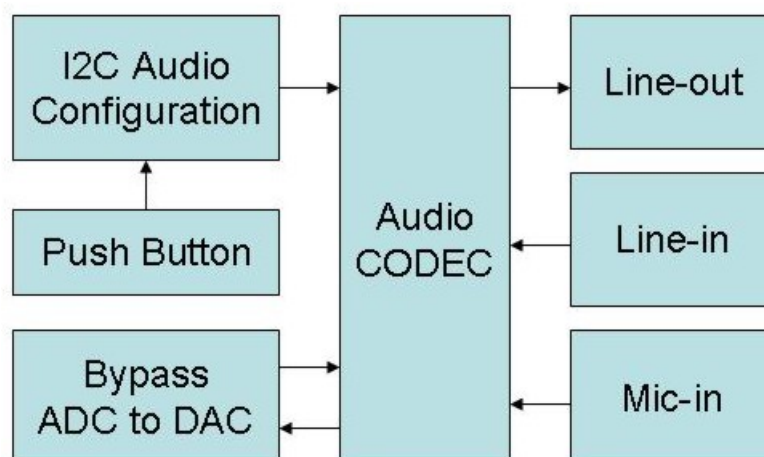 I2C Audio
Configuration
Push Button
Bypass
ADC to DAC
Audio
CODEC
Line-out
Line-in
Mic-in